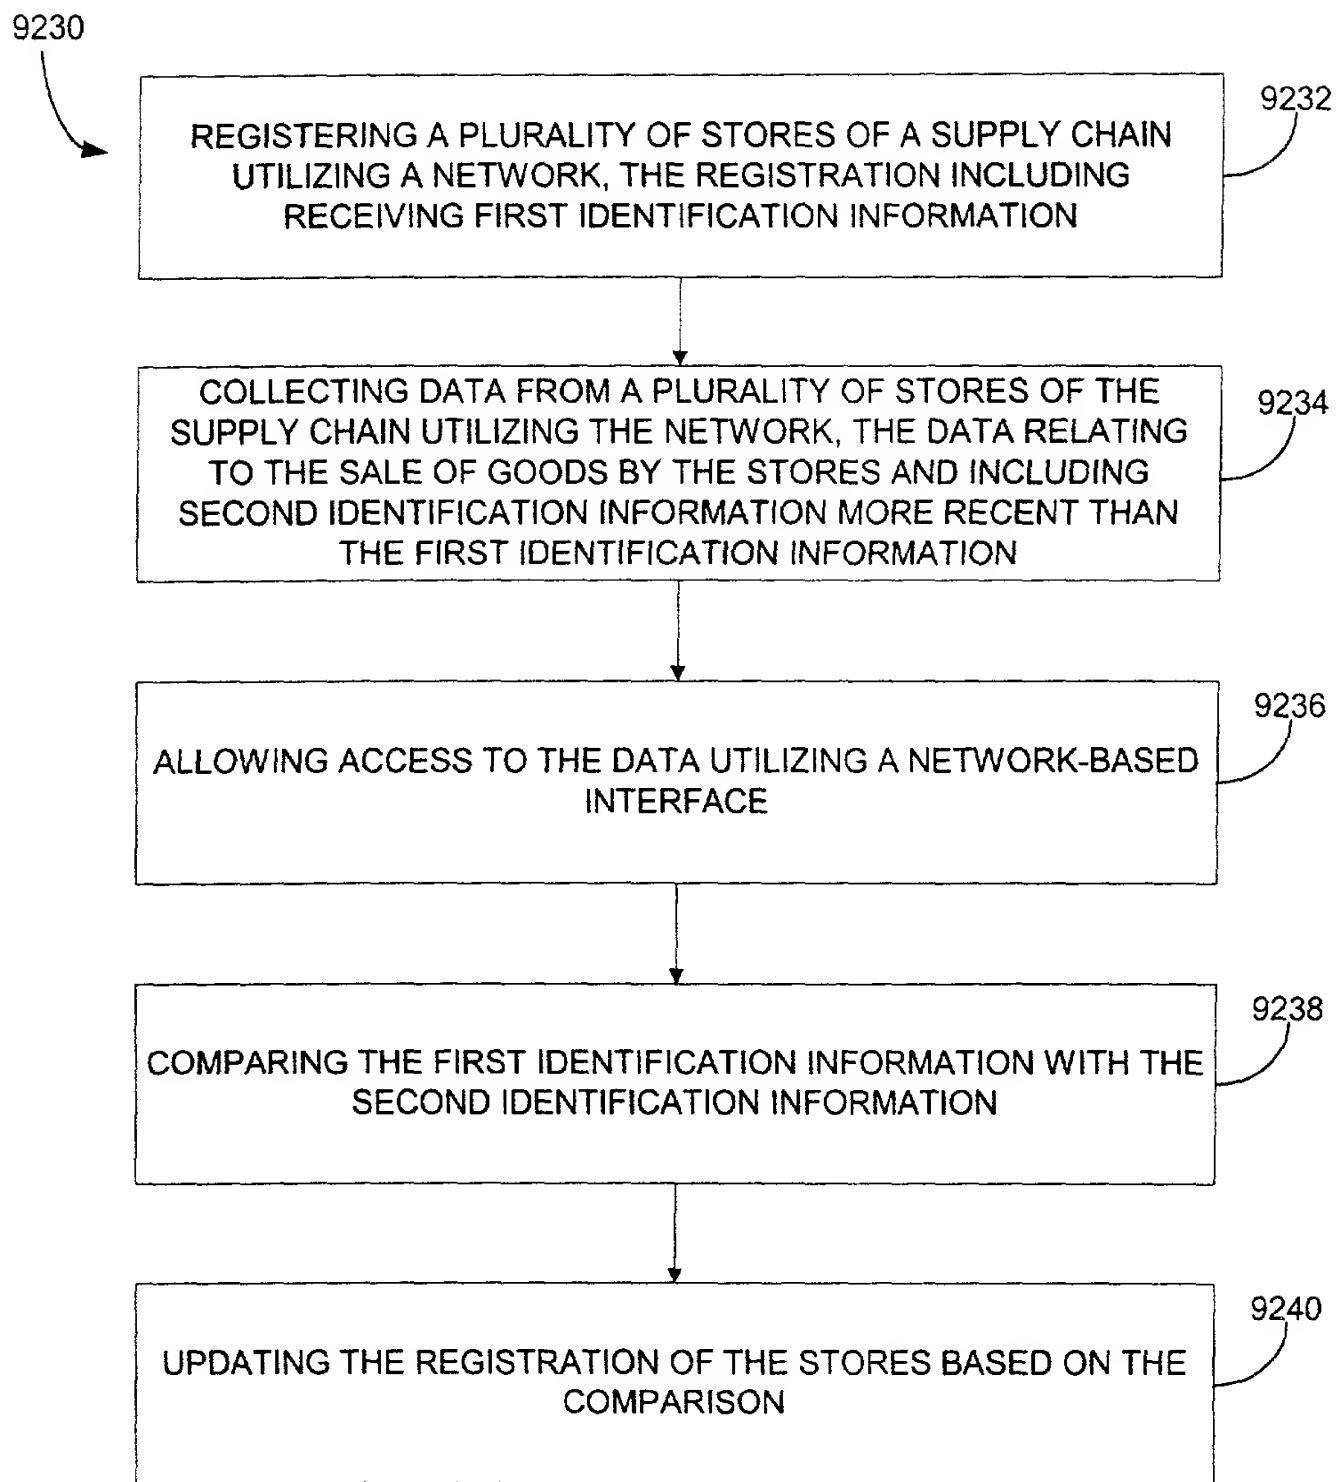 9230
9232
REGISTERING A PLURALITY OF STORES OF A SUPPLY CHAIN
UTILIZING A NETWORK, THE REGISTRATION INCLUDING
RECEIVING FIRST IDENTIFICATION INFORMATION
9234
COLLECTING DATA FROM A PLURALITY OF STORES OF THE
SUPPLY CHAIN UTILIZING THE NETWORK, THE DATA RELATING
TO THE SALE OF GOODS BY THE STORES AND INCLUDING
SECOND IDENTIFICATION INFORMATION MORE RECENT THAN
THE FIRST IDENTIFICATION INFORMATION
9236
ALLOWING ACCESS TO THE DATA UTILIZING A NETWORK-BASED
INTERFACE
9238
COMPARING THE FIRST IDENTIFICATION INFORMATION WITH THE
SECOND IDENTIFICATION INFORMATION
9240
UPDATING THE REGISTRATION OF THE STORES BASED ON THE
COMPARISON